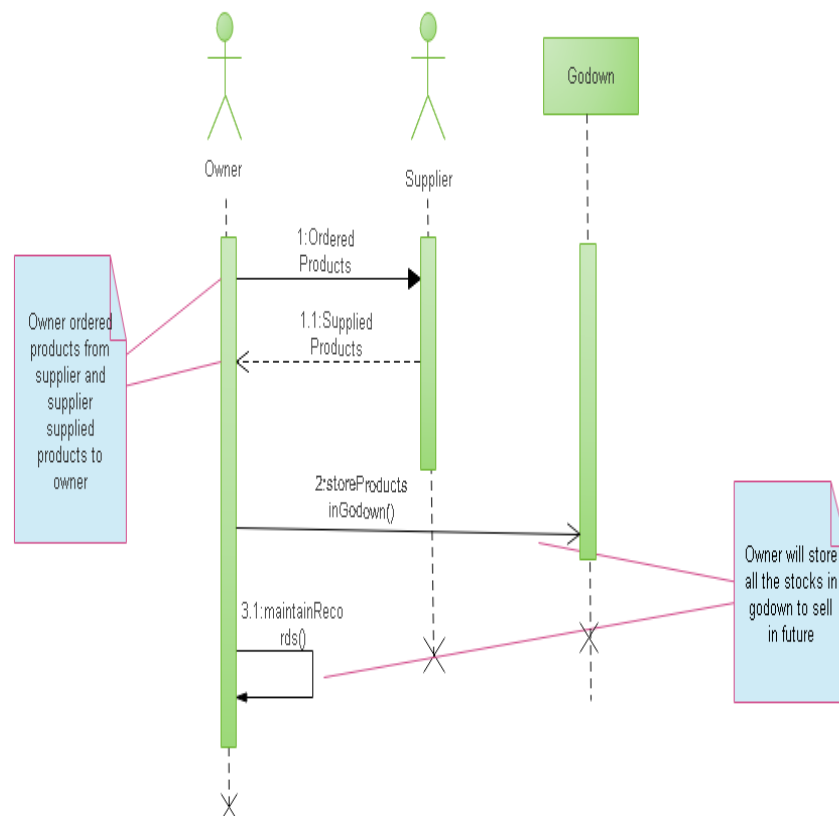 Godown
Owner
Supplier
1:Ordered
Products
1.1:Supplied
Products
Owner ordered
products from
supplier and
supplier
supplied
products to
owner
2:storeProducts
inGodown()
Owner will store
all the stocks in
godown to sell
in future
3.1:maintainReco
rds()